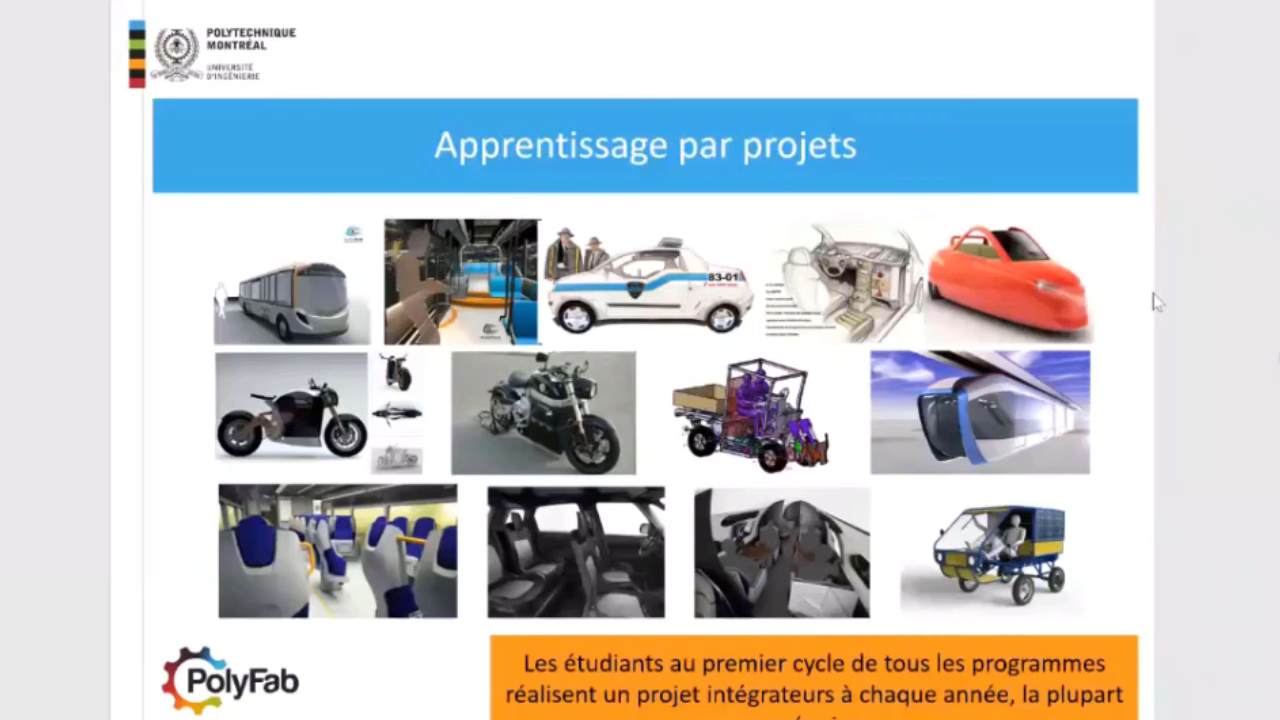 POLYTECHNIQUE
MONTRÉAL
UNIVERSITÉ
D'INGÉNIERIE
Apprentissage par projets
83-01
PolyFab
Les étudiants au premier cycle de tous les programmes
réalisent un projet intégrateurs à chaque année, la plupart